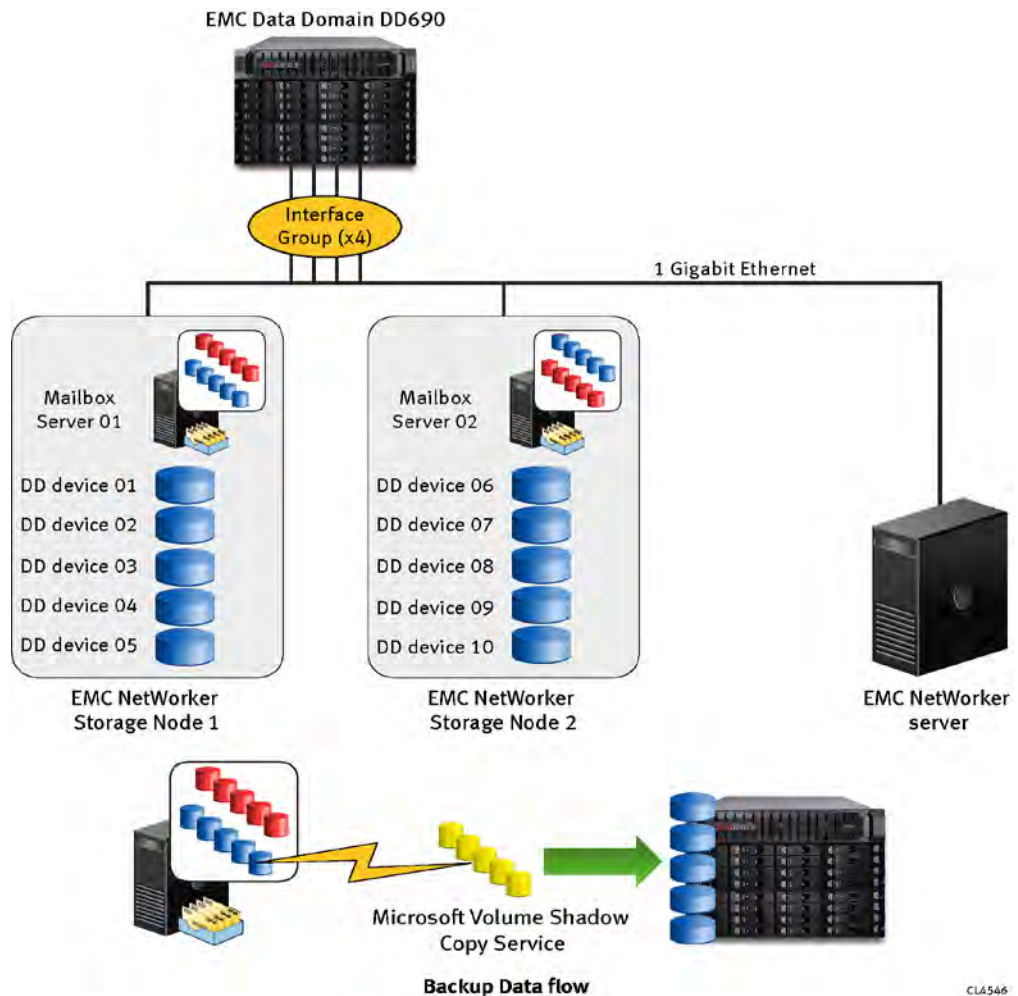 EMC Data Domain DD690
Interface
Group (x4)
1 Gigabit Ethernet
Mailbox
Server 01
DD device 01
DD device 02
DD device 03
DD device 04
DD device 05
EMC NetWorker
Storage Node 1
Mailbox
Server 02
DD device 06
DD device 07
DD device 08
DD device 09
DD device 10
EMC NetWorker
Storage Node 2
EMC NetWorker
server
Microsoft Volume Shadow
Copy Service
Backup Data flow
CL4546